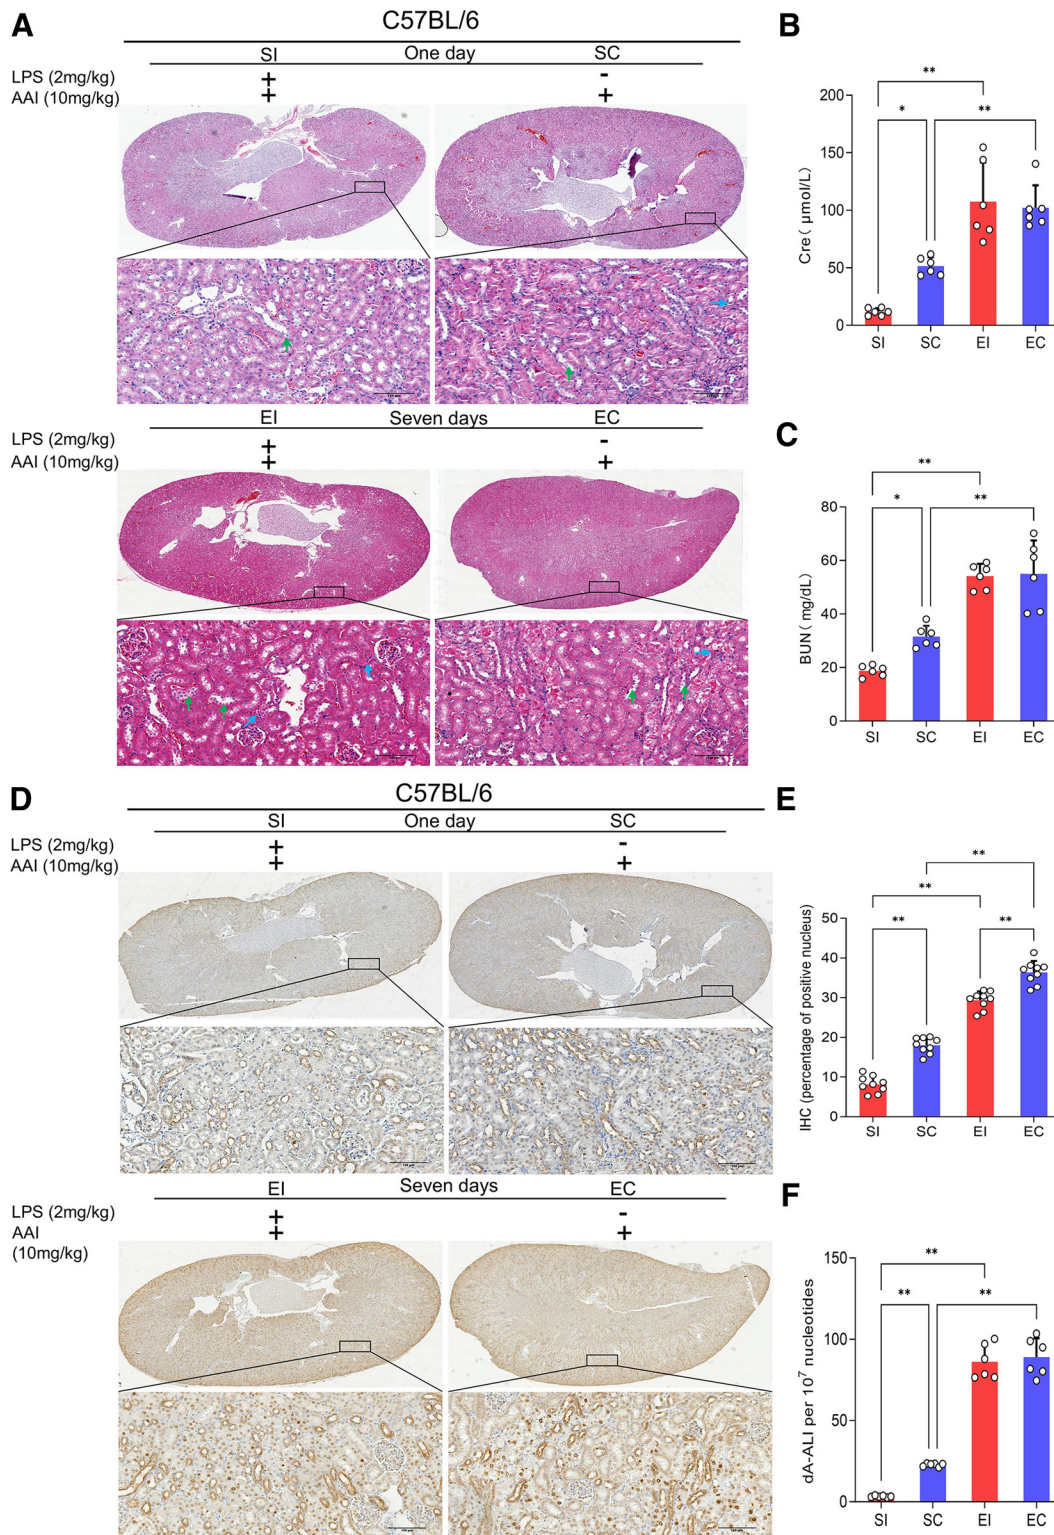 A
C57BL/6
SI One day SC
LPS (2mg/kg) + -
AAI (10mg/kg) + +
EI Seven days EC
LPS (2mg/kg) + -
AAI (10mg/kg) + +
B
** 
* **
200
150
100
50
0
Cre( μmol/L)
SI SC EI EC
C
**
* **
80
60
40
20
0
BUN( mg/dL)
SI SC EI EC
D
C57BL/6
SI One day SC
LPS (2mg/kg) + -
AAI (10mg/kg) + +
EI Seven days EC
LPS (2mg/kg) + -
AAI + +
(10mg/kg)
E
**
**
** **
50
40
30
20
10
0
IHC (percentage of positive nucleus)
SI SC EI EC
F
**
** **
150
100
50
0
dA-ALI per 10⁷ nucleotides
SI SC EI EC